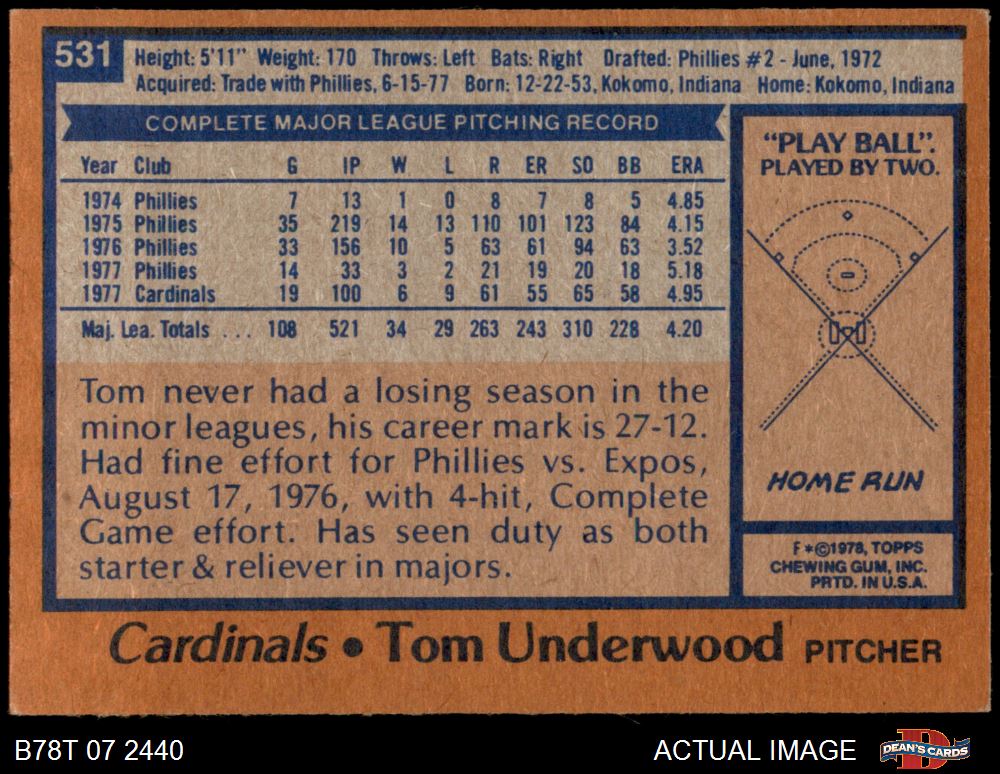 531
Height: 5'11" Weight: 170 Throws: Left Bats: Right Drafted: Phillies #2 - June, 1972
Acquired: Trade with Phillies, 6-15-77 Born: 12-22-53, Kokomo, Indiana Home: Kokomo, Indiana
COMPLETE MAJOR LEAGUE PITCHING RECORD
Year Club G IP W L R ER SO BB ERA
1974 Phillies 7 13 1 0 8 7 8 5 4.85
1975 Phillies 35 219 14 13 110 101 123 84 4.15
1976 Phillies 33 156 10 5 63 61 94 63 3.52
1977 Phillies 14 33 3 2 21 19 20 18 5.18
1977 Cardinals 19 100 6 9 61 55 65 58 4.95
Maj. Lea. Totals ... 108 521 34 29 263 243 310 228 4.20
Tom never had a losing season in the
minor leagues, his career mark is 27-12.
Had fine effort for Phillies vs. Expos,
August 17, 1976, with 4-hit, Complete
Game effort. Has seen duty as both
starter & reliever in majors.
"PLAY BALL".
PLAYED BY TWO.
HOME RUN
F*©1978, TOPPS
CHEWING GUM, INC.
PRTD. IN U.S.A.
Cardinals • Tom Underwood PITCHER
B78T 07 2440
ACTUAL IMAGE
DEAN'S CARDS